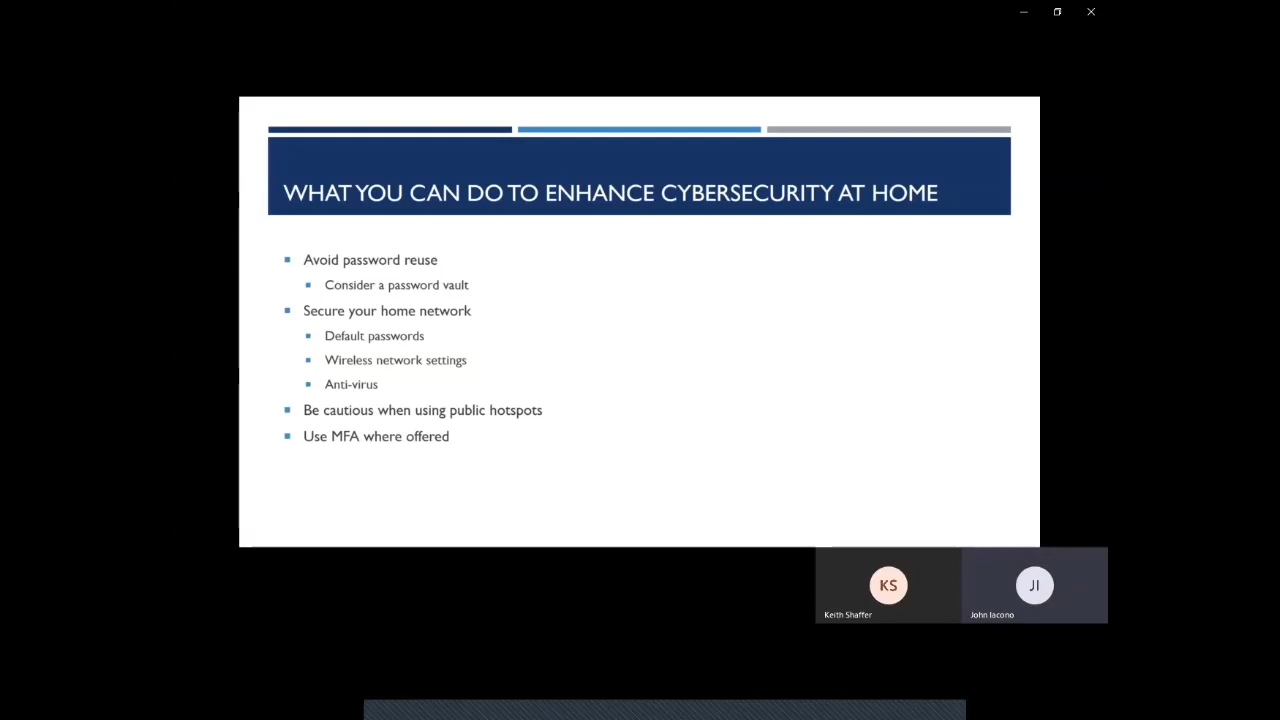 WHAT YOU CAN DO TO ENHANCE CYBERSECURITY AT HOME
Avoid password reuse
Consider a password vault
Secure your home network
Default passwords
Wireless network settings
Anti-virus
Be cautious when using public hotspots
Use MFA where offered
KS
JI
Keith Shaffer
John Iacono